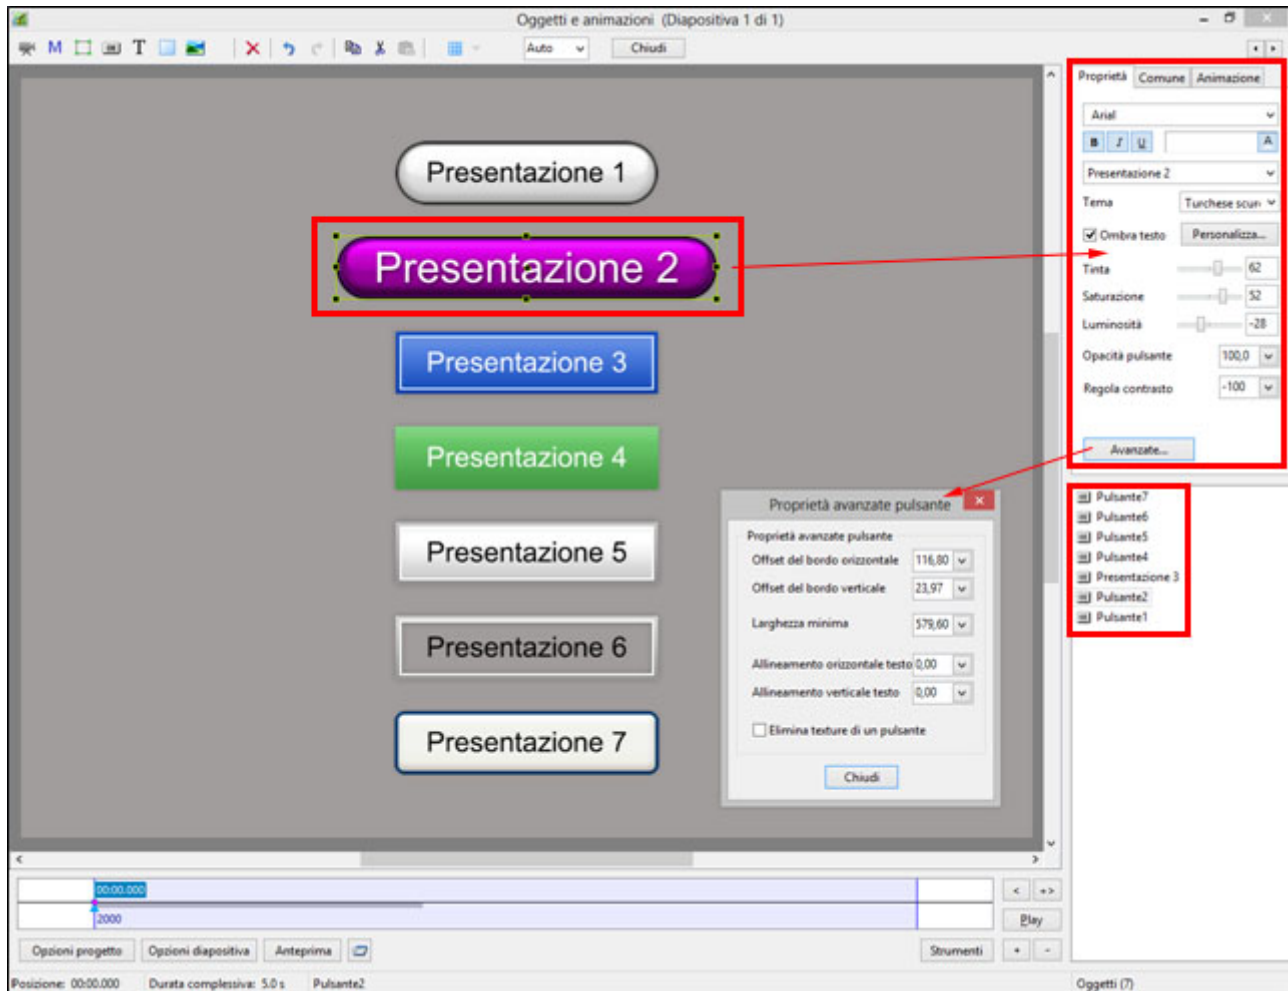 Oggetti e animazioni (Diapositiva 1 di 1)
M T Auto Chiudi
Proprietà Comune Animazione
Arial
B I U A
Presentazione 2
Tema Turchese scuri
Ombra testo Personalizza...
Tinta 62
Saturazione 52
Luminosità -28
Opacità pulsante 100,0
Regola contrasto -100
Avanzate...
Presentazione 1
Presentazione 2
Presentazione 3
Presentazione 4
Presentazione 5
Presentazione 6
Presentazione 7
Proprietà avanzate pulsante
Proprietà avanzate pulsante
Offset del bordo orizzontale 116,80
Offset del bordo verticale 23,97
Larghezza minima 579,60
Allineamento orizzontale testo 0,00
Allineamento verticale testo 0,00
Elimina texture di un pulsante
Chiudi
Pulsante7
Pulsante6
Pulsante5
Pulsante4
Presentazione 3
Pulsante2
Pulsante1
00:00.000
2000
Play
Opzioni progetto Opzioni diapositiva Anteprima Strumenti + -
Posizione: 00:00.000 Durata complessiva: 5.0 s Pulsante2 Oggetti (7)